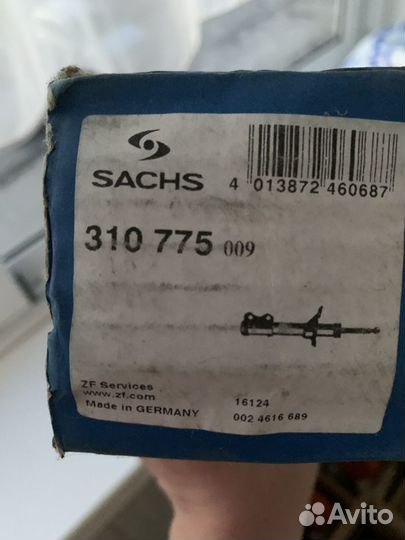 SACHS
4 013872 460687
310 775 009
ZF Services
www.zf.com
Made in GERMANY
16124
002 4616 689
Avito